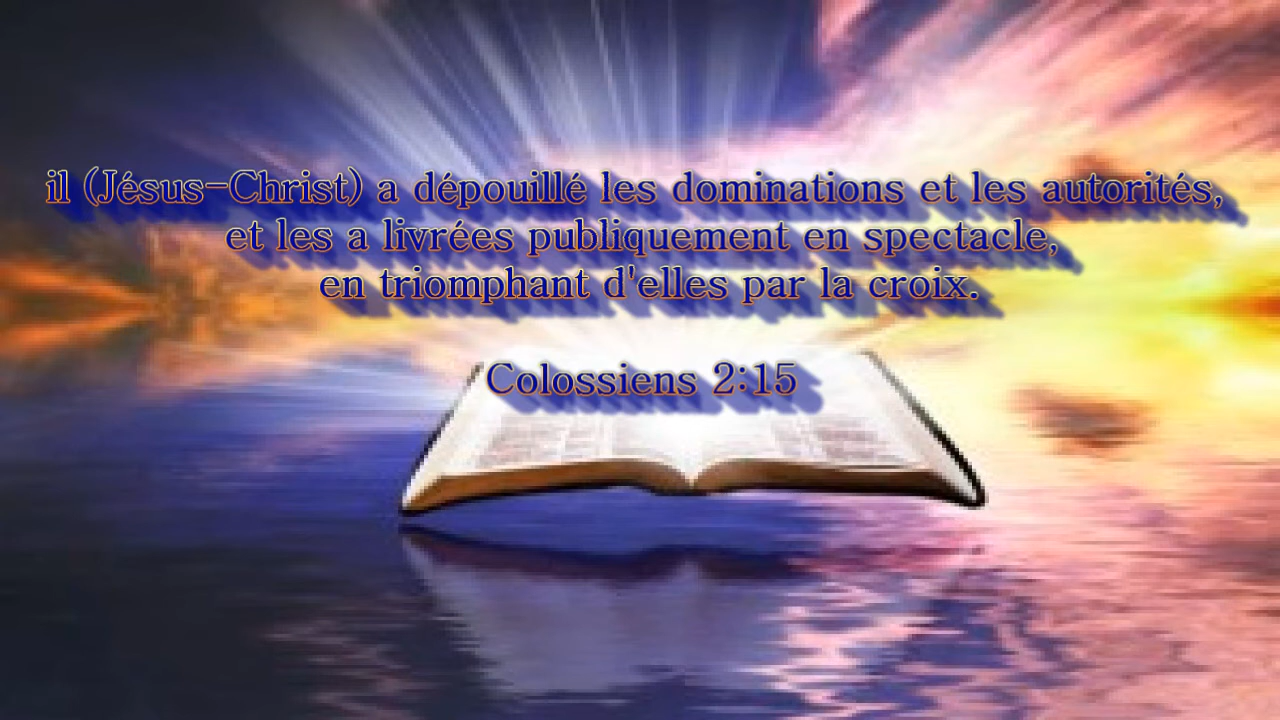 il (Jésus-Christ) a dépouillé les dominations et les autorités,
et les a livrées publiquement en spectacle,
en triomphant d'elles par la croix.
Colossiens 2:15